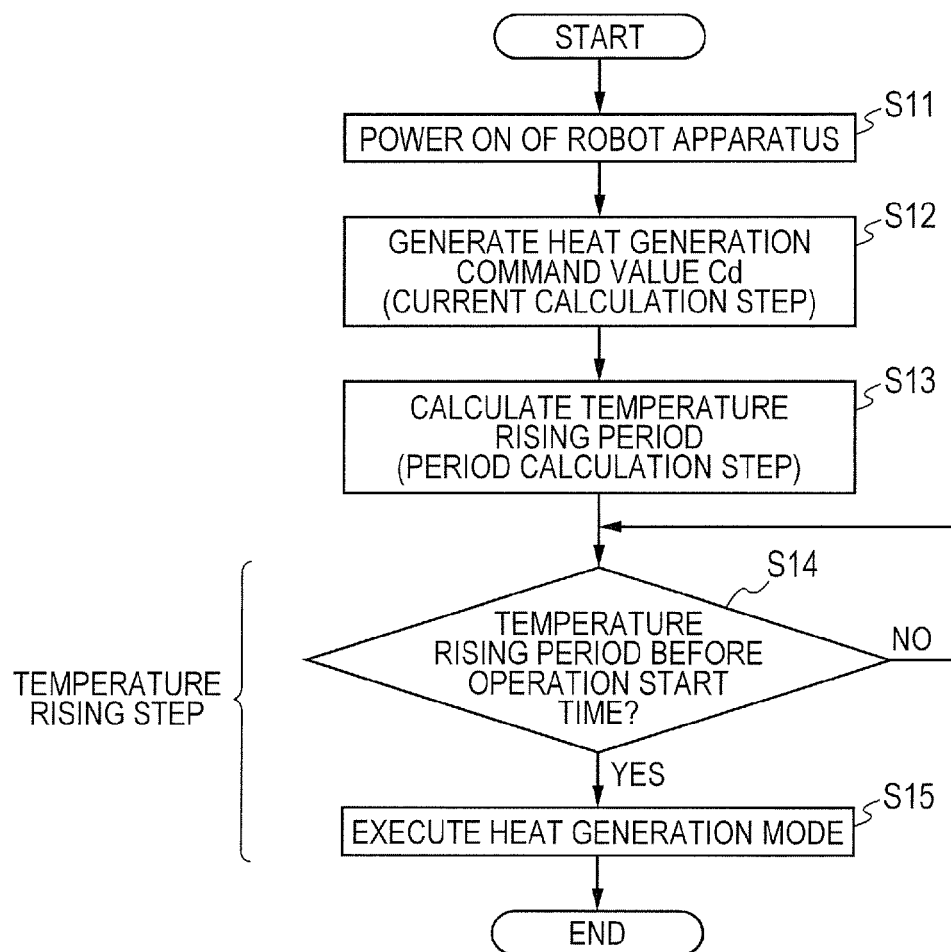 START
S11
POWER ON OF ROBOT APPARATUS
S12
GENERATE HEAT GENERATION
COMMAND VALUE Cd
(CURRENT CALCULATION STEP)
S13
CALCULATE TEMPERATURE
RISING PERIOD
(PERIOD CALCULATION STEP)
S14
TEMPERATURE
RISING PERIOD BEFORE
OPERATION START
TIME?
NO
TEMPERATURE
RISING STEP
YES
S15
EXECUTE HEAT GENERATION MODE
END